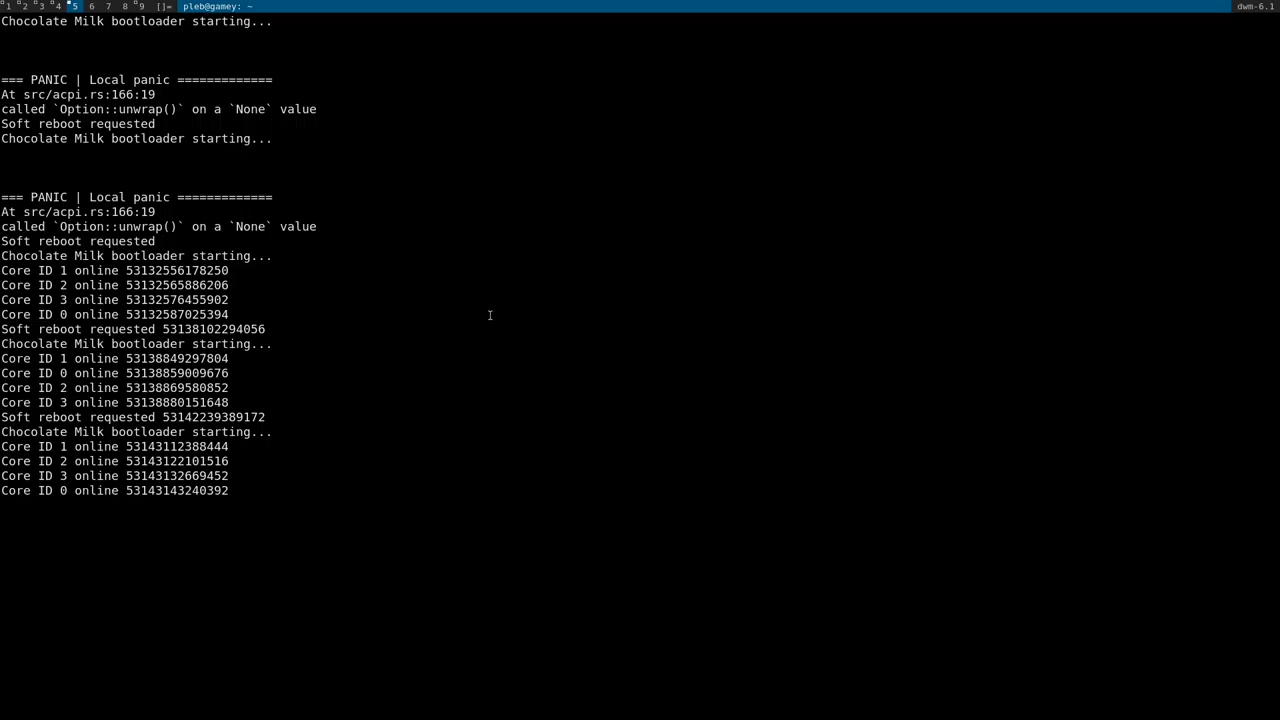 1 2 3 4 5 6 7 8 9 []= pleb@gamey: ~ dwm-6.1
Chocolate Milk bootloader starting...
=== PANIC | Local panic =============
At src/acpi.rs:166:19
called `Option::unwrap()` on a `None` value
Soft reboot requested
Chocolate Milk bootloader starting...
=== PANIC | Local panic =============
At src/acpi.rs:166:19
called `Option::unwrap()` on a `None` value
Soft reboot requested
Chocolate Milk bootloader starting...
Core ID 1 online 53132556178250
Core ID 2 online 53132565886206
Core ID 3 online 53132576455902
Core ID 0 online 53132587025394
Soft reboot requested 53138102294056
Chocolate Milk bootloader starting...
Core ID 1 online 53138849297804
Core ID 0 online 53138859009676
Core ID 2 online 53138869580852
Core ID 3 online 53138880151648
Soft reboot requested 53142239389172
Chocolate Milk bootloader starting...
Core ID 1 online 53143112388444
Core ID 2 online 53143122101516
Core ID 3 online 53143132669452
Core ID 0 online 53143143240392